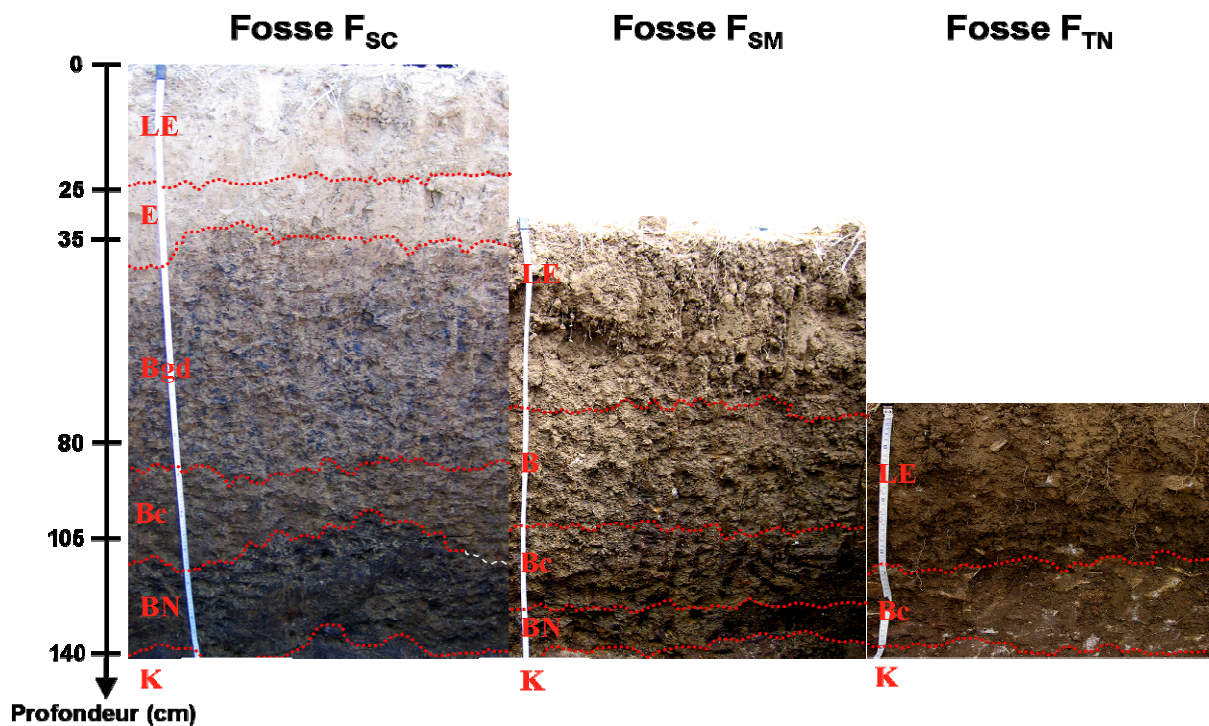 Fosse FSC
Fosse FSM
Fosse FTN
0
25
35
80
105
140
Profondeur (cm)
LE
E
Bgd
Bc
BN
K
LE
B
Bc
BN
K
LE
Bc
K